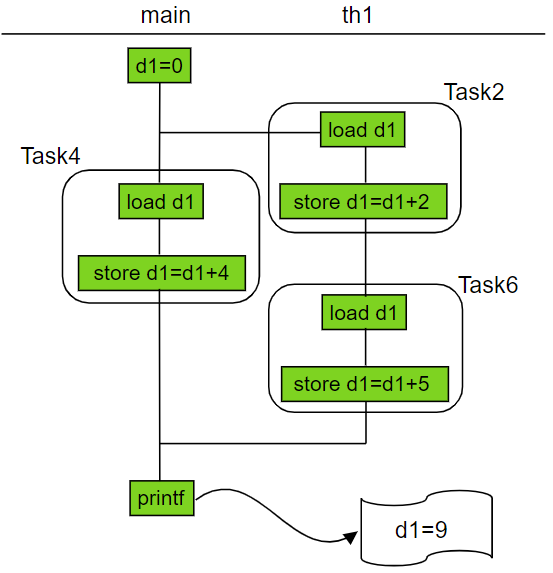 main
th1
d1=0
Task2
load d1
Task4
load d1
store d1=d1+2
store d1=d1+4
Task6
load d1
store d1=d1+5
printf
d1=9